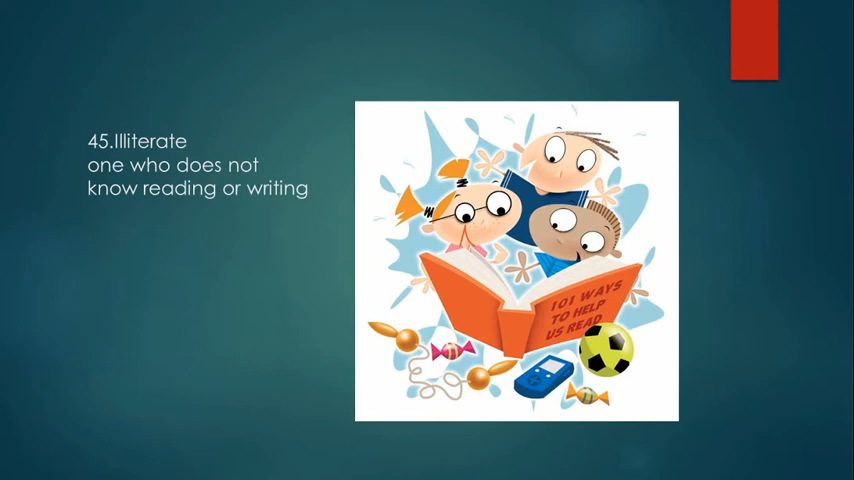 45.Illiterate
one who does not
know reading or writing
101 WAYS
TO HELP
US READ